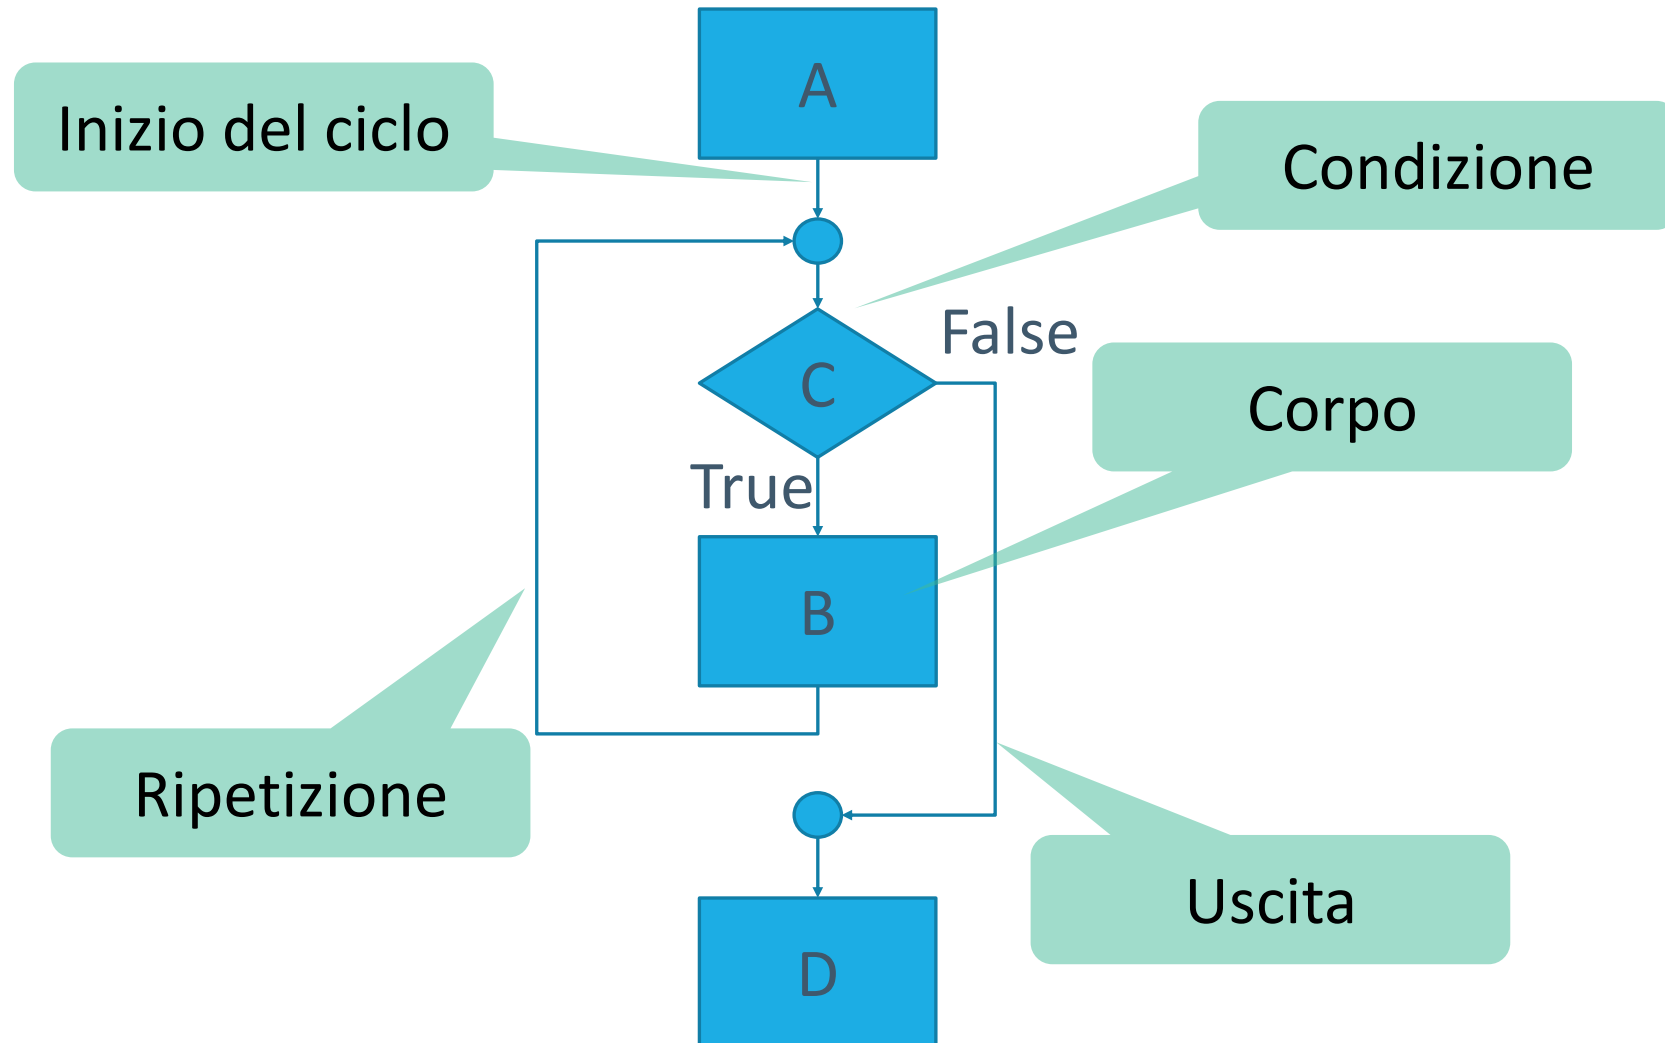 A
Inizio del ciclo
Condizione
False
C
Corpo
True
B
Ripetizione
Uscita
D